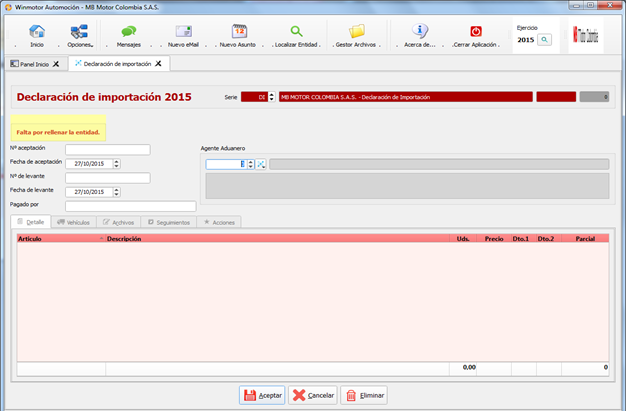 Winmotor Automoción - MB Motor Colombia S.A.S.
Inicio
Opciones
Mensajes
Nuevo eMail
Nuevo Asunto
Localizar Entidad
Gestor Archivos
Acerca de...
Cerrar Aplicación
Ejercicio
2015
Panel Inicio
Declaración de importación
Declaración de importación 2015
Serie DI MB MOTOR COLOMBIA S.A.S. - Declaración de Importación 0
Falta por rellenar la entidad.
Nº aceptación
Agente Aduanero
Fecha de aceptación 27/10/2015
Nº de levante
Fecha de levante 27/10/2015
Pagado por
Detalle Vehículos Archivos Seguimientos Acciones
Artículo Descripción Uds. Precio Dto.1 Dto.2 Parcial
0,00 0
Aceptar Cancelar Eliminar